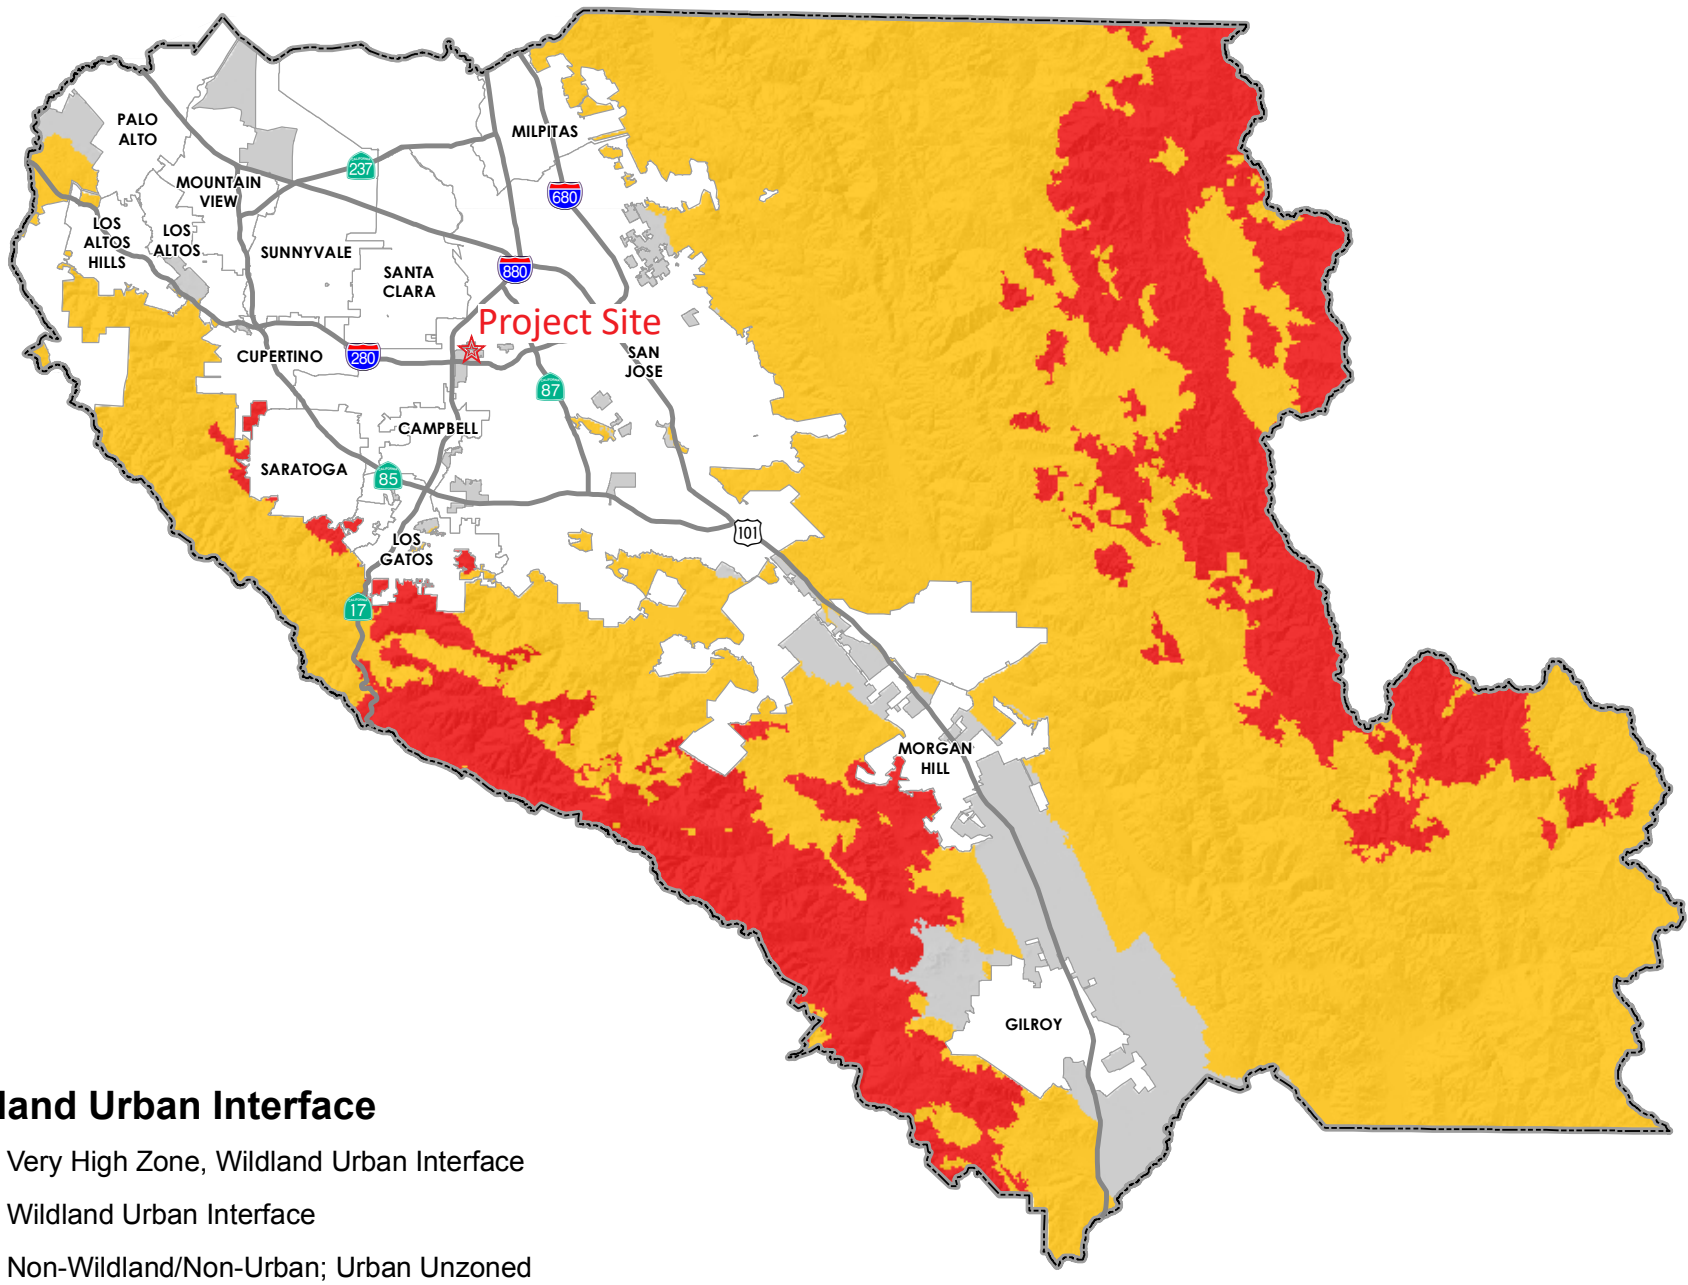 PALO
ALTO
MILPITAS
237
MOUNTAIN
VIEW
680
LOS
ALTOS
HILLS
LOS
ALTOS
SUNNYVALE
SANTA
CLARA
880
Project Site
CUPERTINO
280
SAN
JOSE
87
CAMPBELL
SARATOGA
85
101
LOS
GATOS
17
MORGAN
HILL
GILROY
land Urban Interface
Very High Zone, Wildland Urban Interface
Wildland Urban Interface
Non-Wildland/Non-Urban; Urban Unzoned